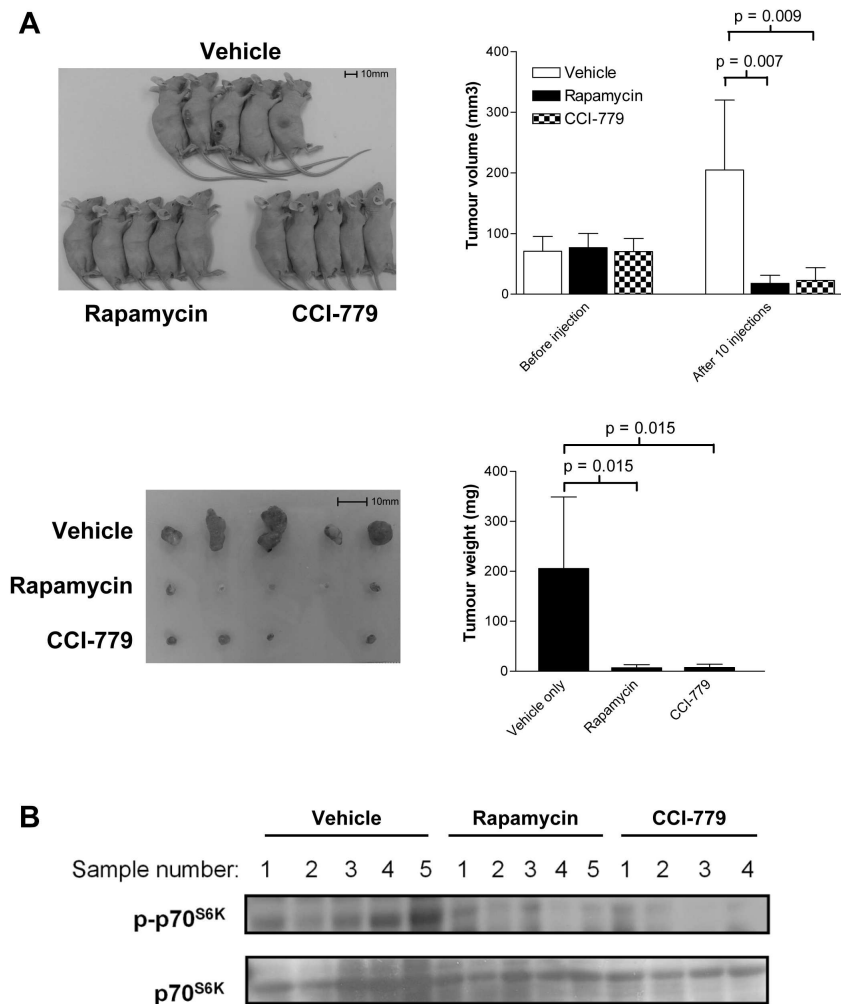 A
Vehicle
10mm
Rapamycin
CCI-779
p = 0.009
p = 0.007
400
300
200
100
0
Tumour volume (mm3)
Vehicle
Rapamycin
CCI-779
Before injection
After 10 injections
10mm
Vehicle
Rapamycin
CCI-779
p = 0.015
p = 0.015
400
300
200
100
0
Tumour weight (mg)
Vehicle only
Rapamycin
CCI-779
B
Vehicle Rapamycin CCI-779
Sample number: 1 2 3 4 5 1 2 3 4 5 1 2 3 4
p-p70S6K
p70S6K